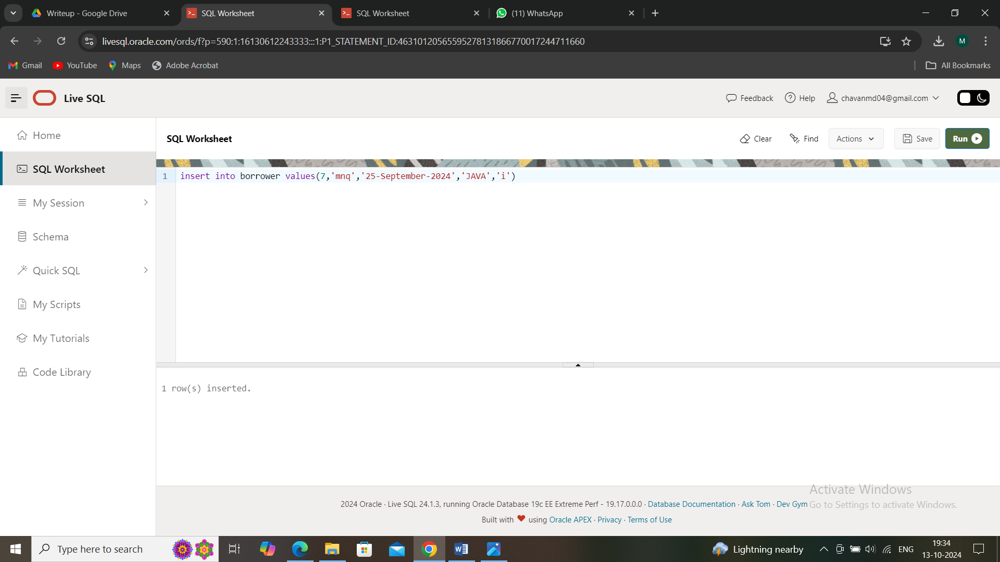 Writeup - Google Drive
SQL Worksheet
SQL Worksheet
(11) WhatsApp
livesql.oracle.com/ords/f?p=590:1:16130612243333:::1:P1_STATEMENT_ID:46310120565595278131866770017244711660
M
Gmail
YouTube
Maps
Adobe Acrobat
All Bookmarks
Live SQL
Feedback
Help
chavanmd04@gmail.com
Home
SQL Worksheet
My Session
Schema
Quick SQL
My Scripts
My Tutorials
Code Library
SQL Worksheet
Clear
Find
Actions
Save
Run
1 insert into borrower values(7,'mnq','25-September-2024','JAVA','i')
1 row(s) inserted.
Activate Windows
Go to Settings to activate Windows.
2024 Oracle · Live SQL 24.1.3, running Oracle Database 19c EE Extreme Perf - 19.17.0.0.0 · Database Documentation · Ask Tom · Dev Gym
Built with ❤ using Oracle APEX · Privacy · Terms of Use
Type here to search
Lightning nearby
ENG
19:34
13-10-2024